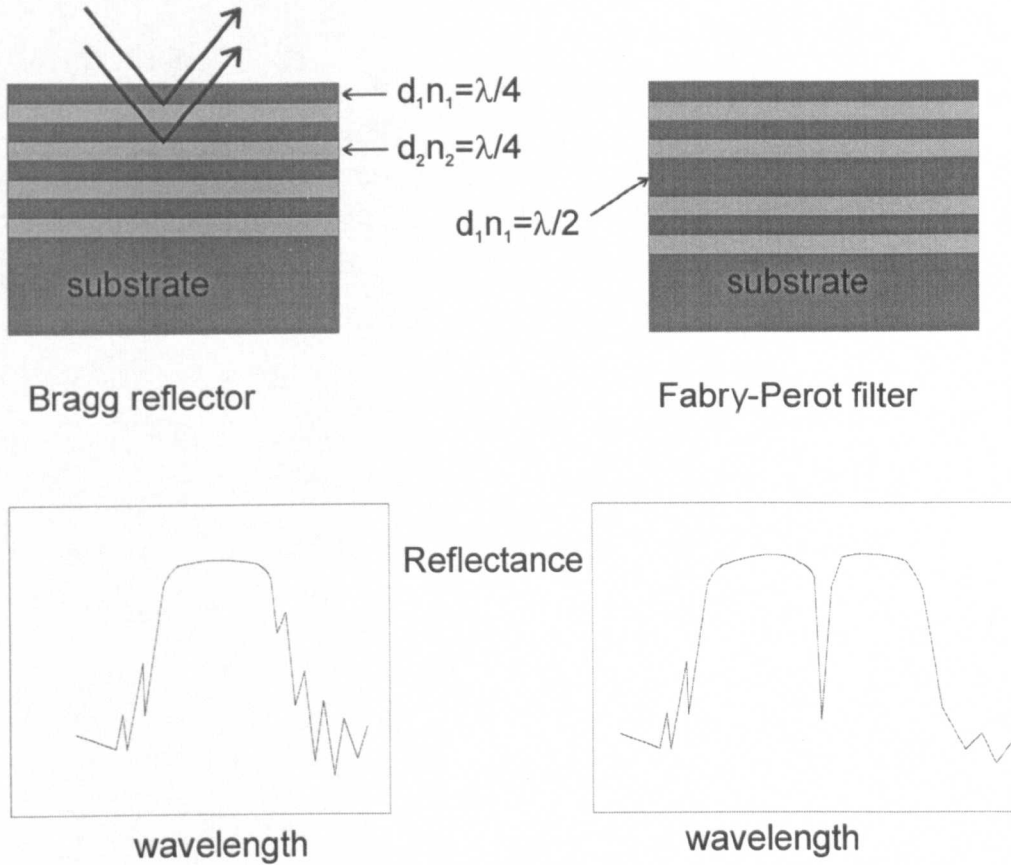 d₁n₁=λ/4
d₂n₂=λ/4
d₁n₁=λ/2
substrate
substrate
Bragg reflector
Fabry-Perot filter
Reflectance
wavelength
wavelength